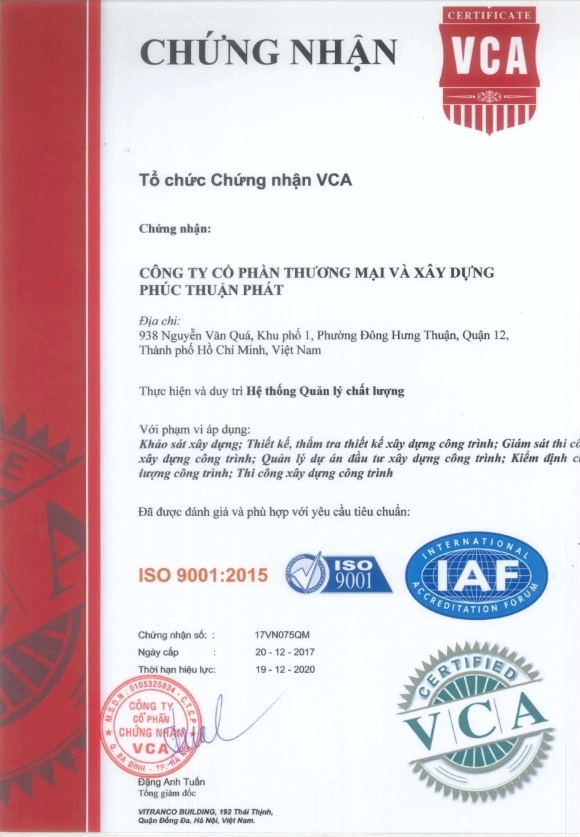 CERTIFICATE
VCA
CHỨNG NHẬN
Tổ chức Chứng nhận VCA
Chứng nhận:
CÔNG TY CỔ PHẦN THƯƠNG MẠI VÀ XÂY DỰNG
PHÚC THUẬN PHÁT
Địa chỉ:
938 Nguyễn Văn Quá, Khu phố 1, Phường Đông Hưng Thuận, Quận 12,
Thành phố Hồ Chí Minh, Việt Nam
Thực hiện và duy trì Hệ thống Quản lý chất lượng
Với phạm vi áp dụng:
Khảo sát xây dựng; Thiết kế, thẩm tra thiết kế xây dựng công trình; Giám sát thi cô
xây dựng công trình; Quản lý dự án đầu tư xây dựng công trình; Kiểm định c
lượng công trình; Thi công xây dựng công trình
Đã được đánh giá và phù hợp với yêu cầu tiêu chuẩn:
ISO 9001:2015
ISO
9001
INTERNATIONAL
IAF
ACCREDITATION FORUM
Chứng nhận số: : 17VN075QM
Ngày cấp : 20 - 12 - 2017
Thời hạn hiệu lực: : 19 - 12 - 2020
M.S.D.N: 0105326834 - C.T.C.P
CÔNG TY
CỔ PHẦN
CHỨNG NHẬN
VCA
Q. BA ĐÌNH - TP. HÀ NỘI
CERTIFIED
VCA
Đặng Anh Tuấn
Tổng giám đốc
VITRANCO BUILDING, 192 Thái Thịnh,
Quận Đống Đa, Hà Nội, Việt Nam.